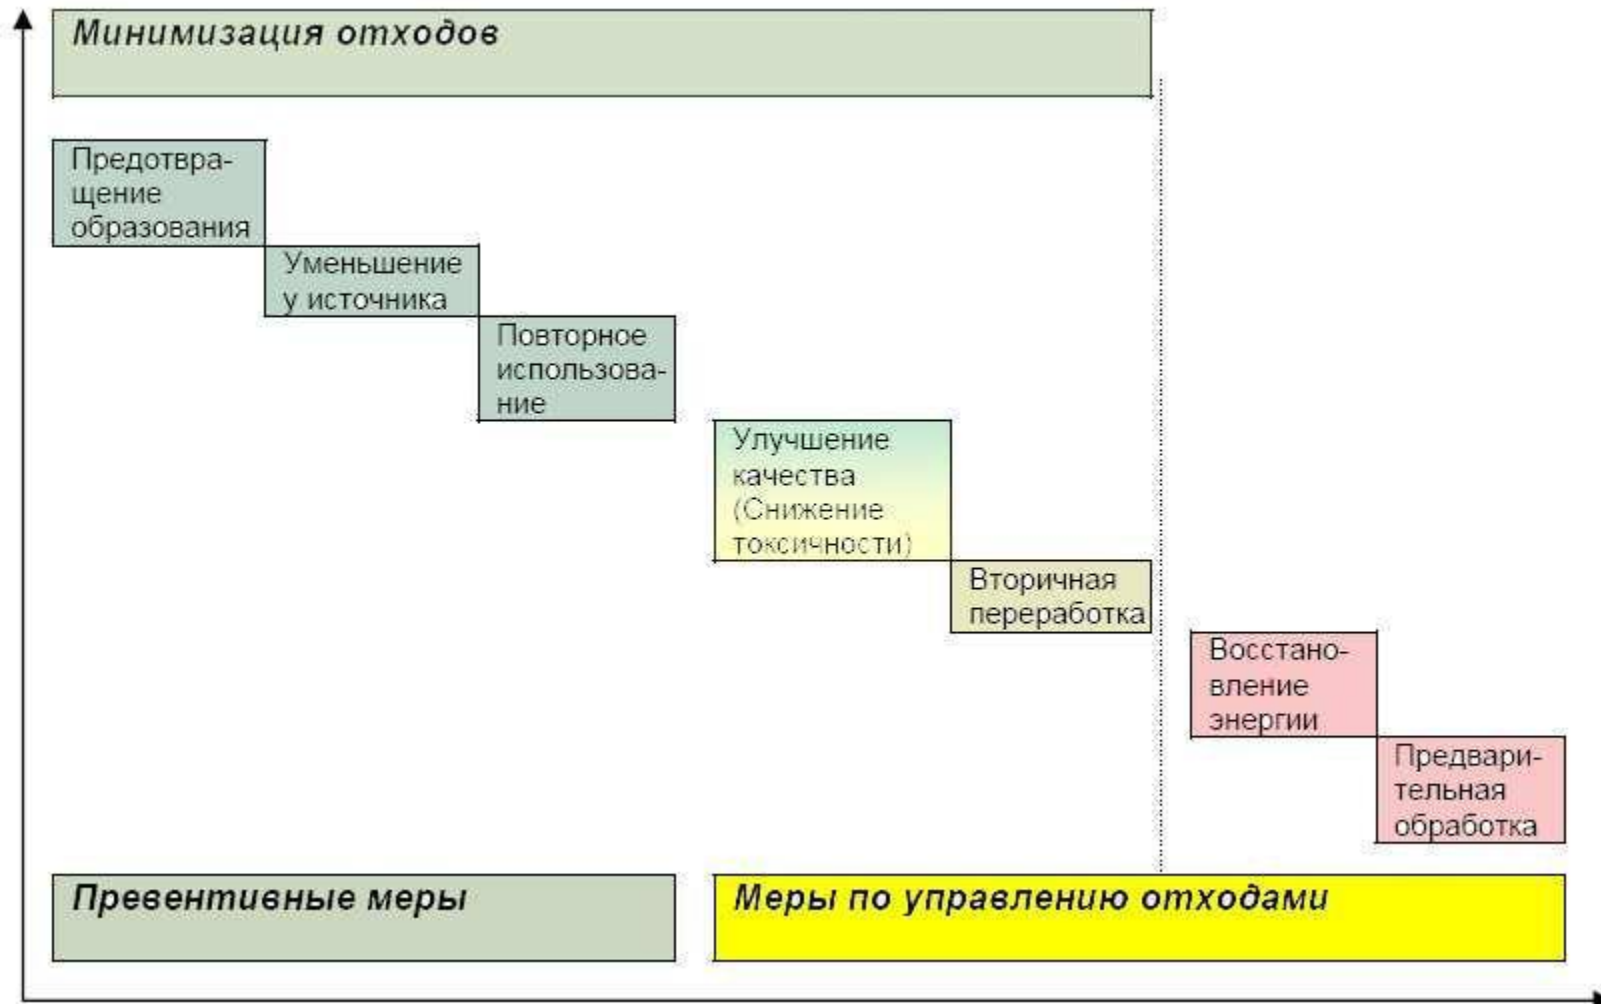 Минимизация отходов
Предотвра-
щение
образования
Уменьшение
у источника
Повторное
использова-
ние
Улучшение
качества
(Снижение
токсичности)
Вторичная
переработка
Восстано-
вление
энергии
Предвари-
тельная
обработка
Превентивные меры
Меры по управлению отходами